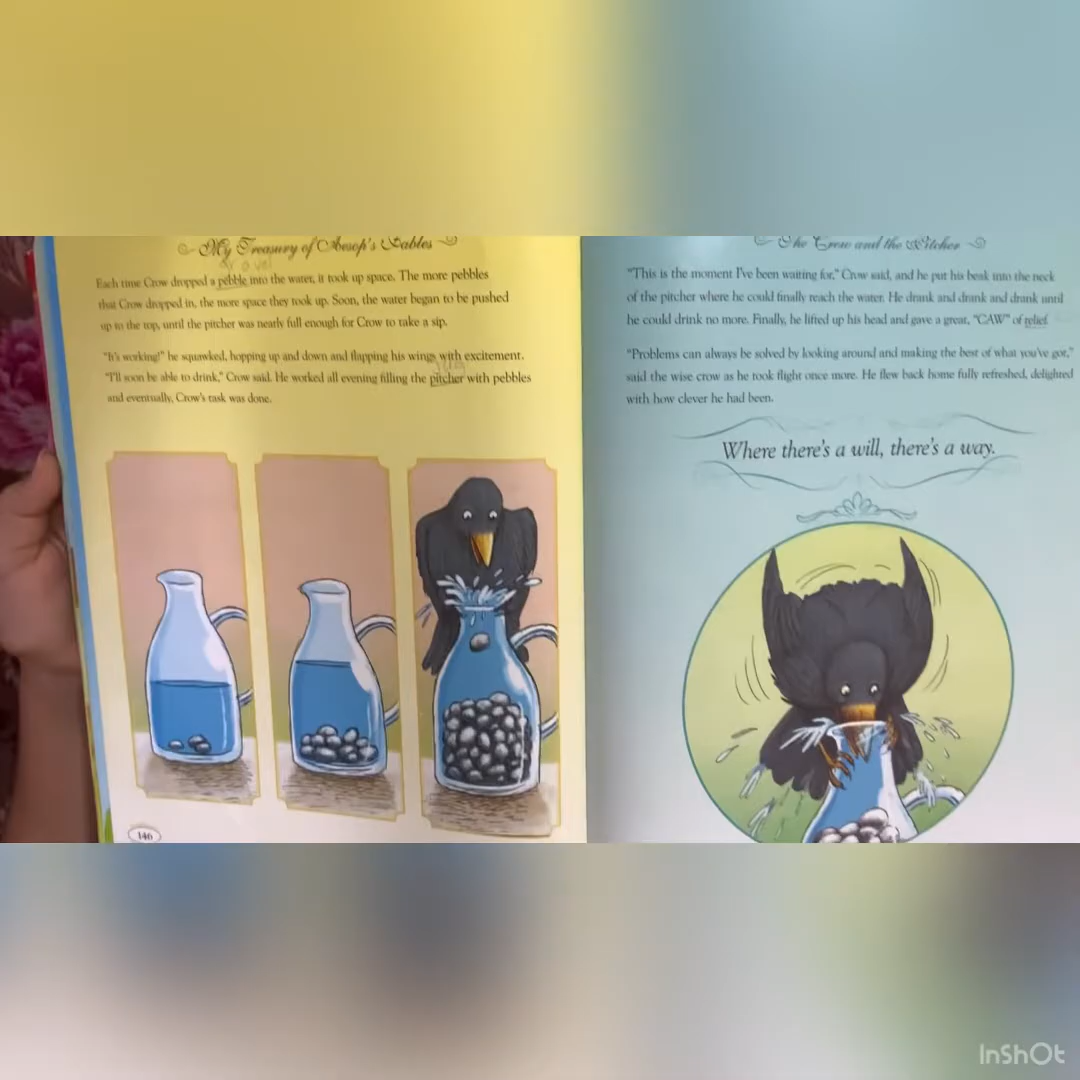 My Treasury of Aesop's Fables
Each time Crow dropped a pebble into the water, it took up space. The more pebbles
that Crow dropped in, the more space they took up. Soon, the water began to be pushed
up to the top, until the pitcher was nearly full enough for Crow to take a sip.
"It's working!" he squawked, hopping up and down and flapping his wings with excitement.
"I'll soon be able to drink," Crow said. He worked all evening filling the pitcher with pebbles
and eventually, Crow's task was done.
146
The Crow and the Pitcher
"This is the moment I've been waiting for," Crow said, and he put his beak into the neck
of the pitcher where he could finally reach the water. He drank and drank and drank until
he could drink no more. Finally, he lifted up his head and gave a great, "CAW" of relief.
"Problems can always be solved by looking around and making the best of what you've got,"
said the wise crow as he took flight once more. He flew back home fully refreshed, delighted
with how clever he had been.
Where there's a will, there's a way.
InShOt